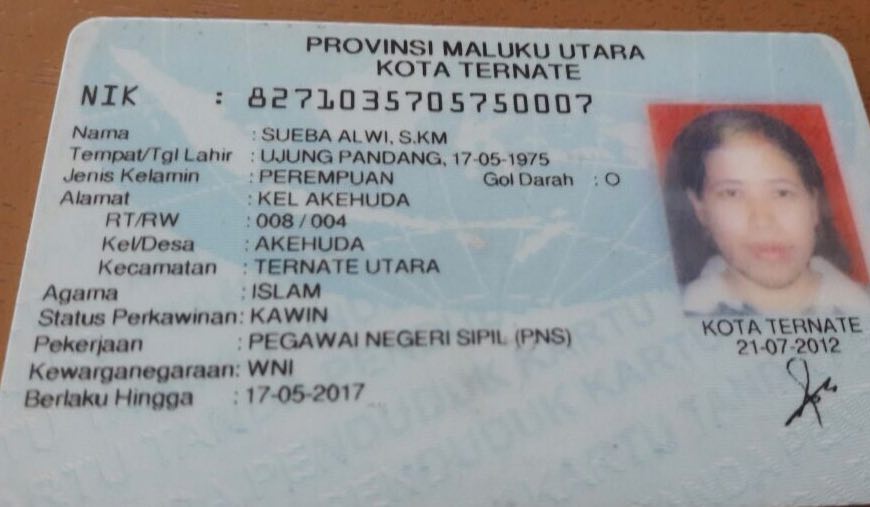 PROVINSI MALUKU UTARA
KOTA TERNATE
NIK : 8271035705750007
Nama : SUEBA ALWI, S.KM
Tempat/Tgl Lahir : UJUNG PANDANG, 17-05-1975
Jenis Kelamin : PEREMPUAN Gol Darah : O
Alamat : KEL AKEHUDA
RT/RW : 008 / 004
Kel/Desa : AKEHUDA
Kecamatan : TERNATE UTARA
Agama : ISLAM
Status Perkawinan: KAWIN
Pekerjaan : PEGAWAI NEGERI SIPIL (PNS)
Kewarganegaraan: WNI
Berlaku Hingga : 17-05-2017
KOTA TERNATE
21-07-2012